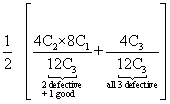 1/2 [ 4C₂×8C₁ / 12C₃ + 4C₃ / 12C₃ ]
2 defective + 1 good
all 3 defective